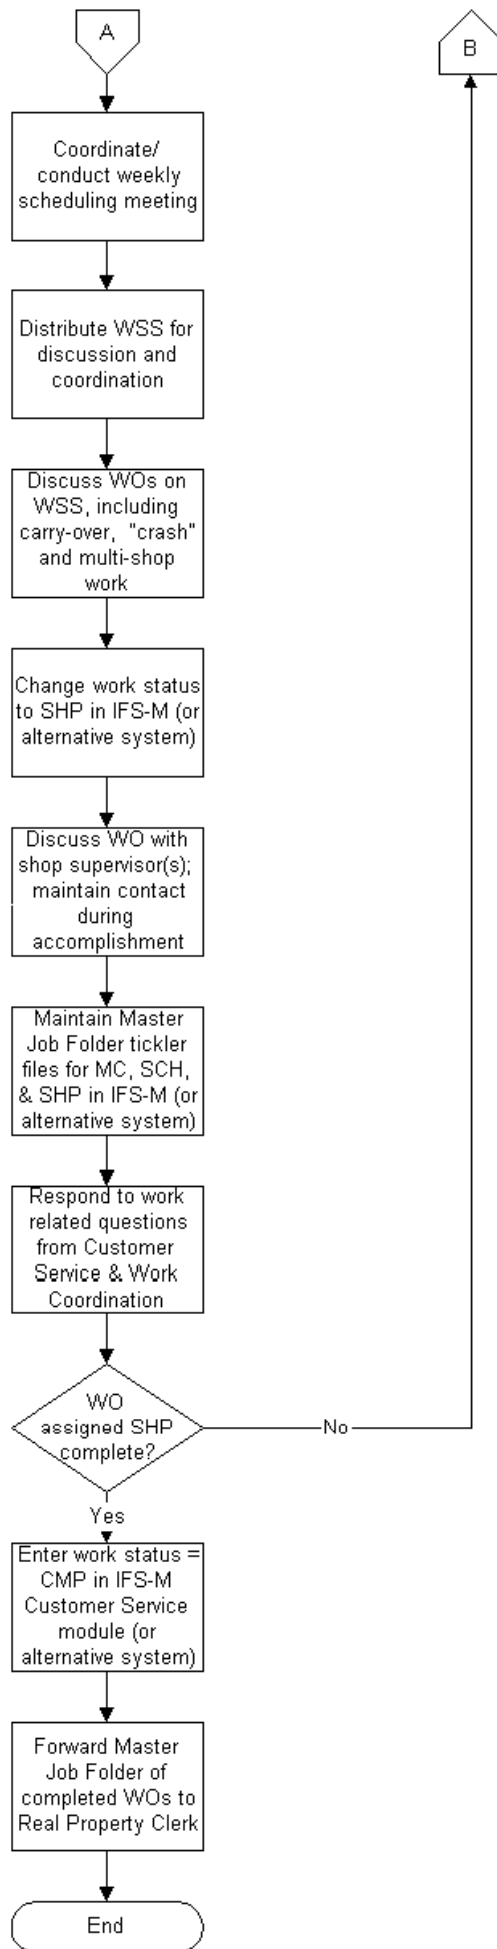 A
B
Coordinate/
conduct weekly
scheduling meeting
Distribute WSS for
discussion and
coordination
Discuss WOs on
WSS, including
carry-over, "crash"
and multi-shop
work
Change work status
to SHP in IFS-M (or
alternative system)
Discuss WO with
shop supervisor(s);
maintain contact
during
accomplishment
Maintain Master
Job Folder tickler
files for MC, SCH,
& SHP in IFS-M (or
alternative system)
Respond to work
related questions
from Customer
Service & Work
Coordination
WO
assigned SHP
complete?
No
Yes
Enter work status =
CMP in IFS-M
Customer Service
module (or
alternative system)
Forward Master
Job Folder of
completed WOs to
Real Property Clerk
End